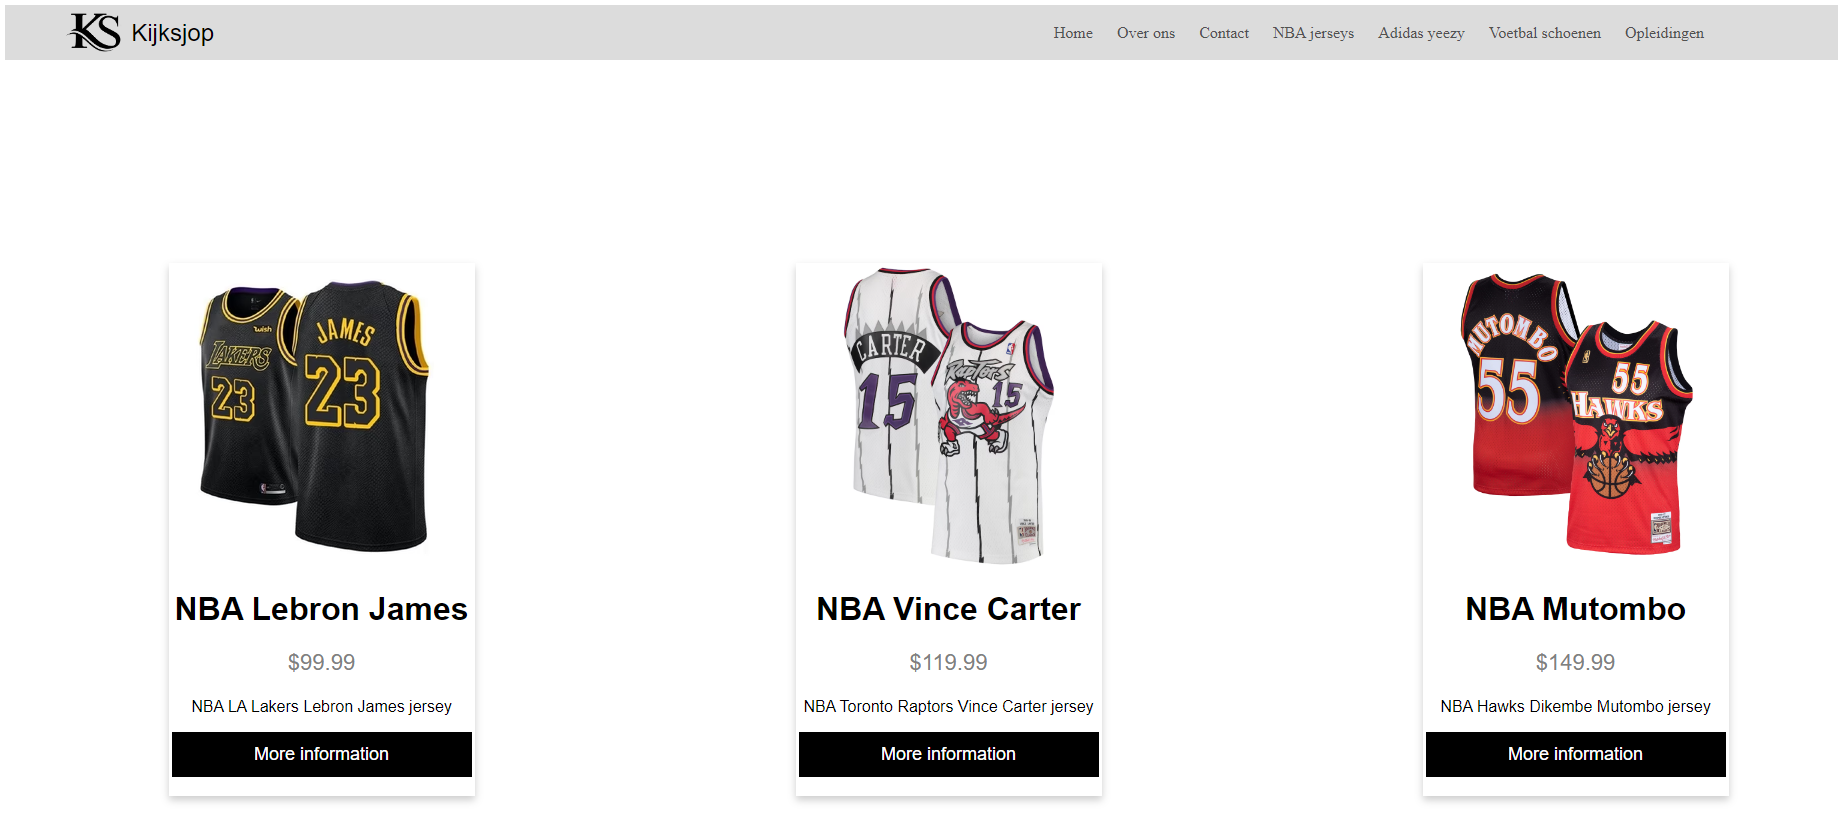 KS Kijksjop
Home Over ons Contact NBA jerseys Adidas yeezy Voetbal schoenen Opleidingen
wish
LAKERS
23
JAMES
23
CARTER
15
RAPTORS
15
MUTOMBO
55
55
HAWKS
NBA Lebron James
$99.99
NBA LA Lakers Lebron James jersey
More information
NBA Vince Carter
$119.99
NBA Toronto Raptors Vince Carter jersey
More information
NBA Mutombo
$149.99
NBA Hawks Dikembe Mutombo jersey
More information